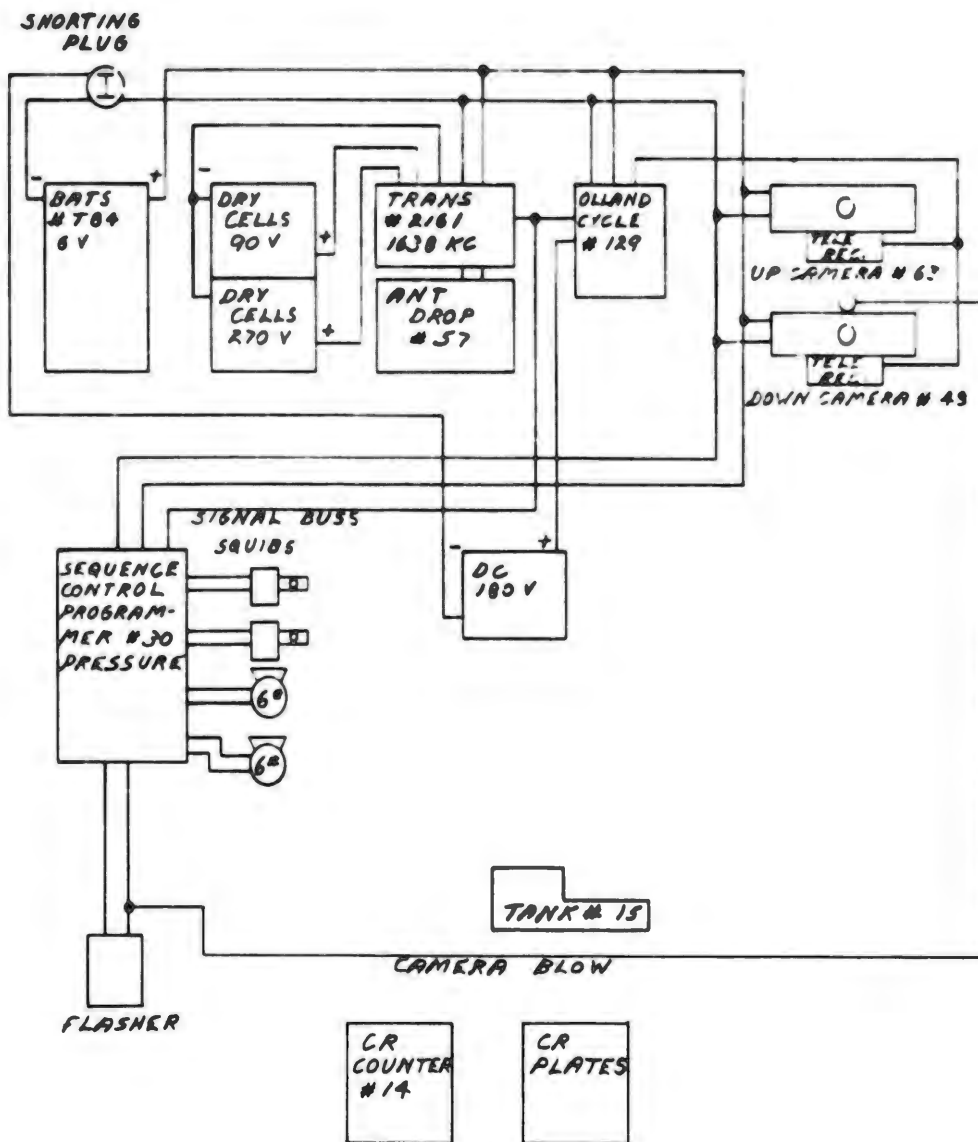 SHORTING
PLUG
-
+
BATS
# T84
6 V
-
DRY
CELLS
90 V
+
DRY
CELLS
270 V
+
TRANS
# 2161
1638 KC
ANT
DROP
# 57
OLLAND
CYCLE
# 129
TELE
REC.
UP CAMERA #
TELE
REC.
DOWN CAMERA # 49
SIGNAL BUSS
SQUIBS
SEQUENCE
CONTROL
PROGRAM-
MER #30
PRESSURE
-
+
DC
180 V
6#
6#
TANK # 15
CAMERA BLOW
FLASHER
CR
COUNTER
# 14
CR
PLATES